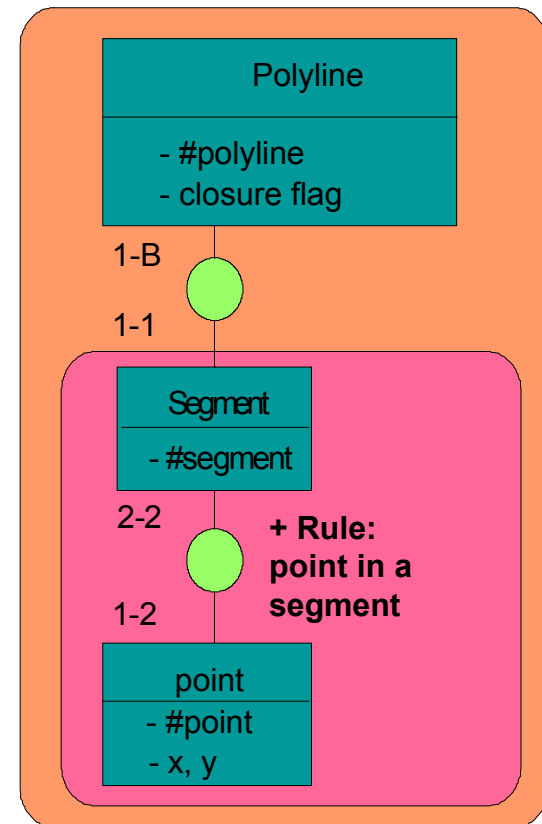 Polyline
- #polyline
- closure flag
1-B
1-1
Segment
- #segment
2-2
+ Rule:
point in a
segment
1-2
point
- #point
- x, y